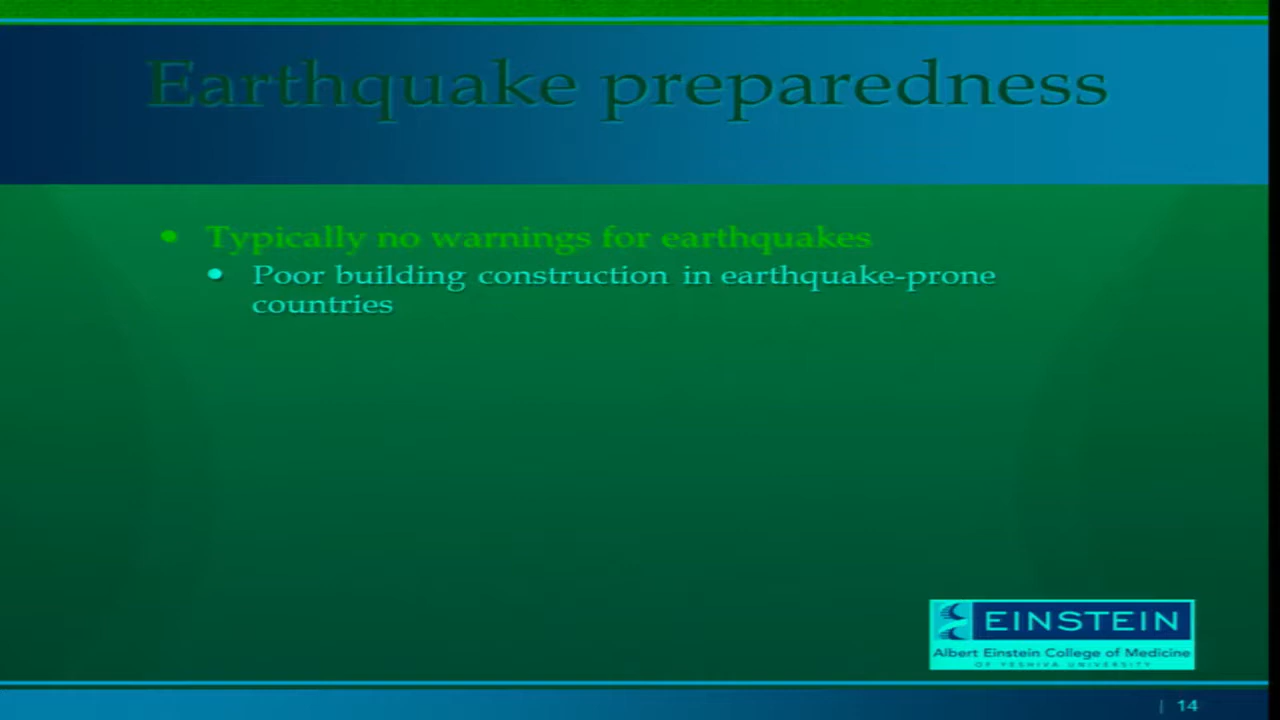 Earthquake preparedness
• Typically no warnings for earthquakes
• Poor building construction in earthquake-prone
countries
EINSTEIN
Albert Einstein College of Medicine
OF YESHIVA UNIVERSITY
| 14